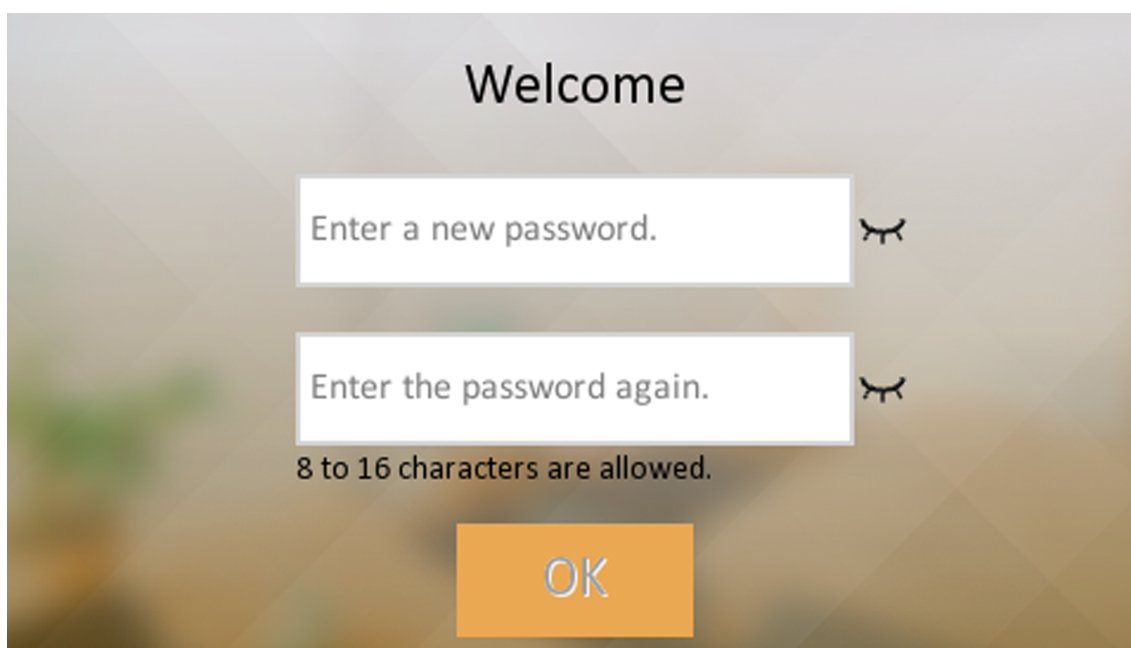 Welcome
Enter a new password.
Enter the password again.
8 to 16 characters are allowed.
OK